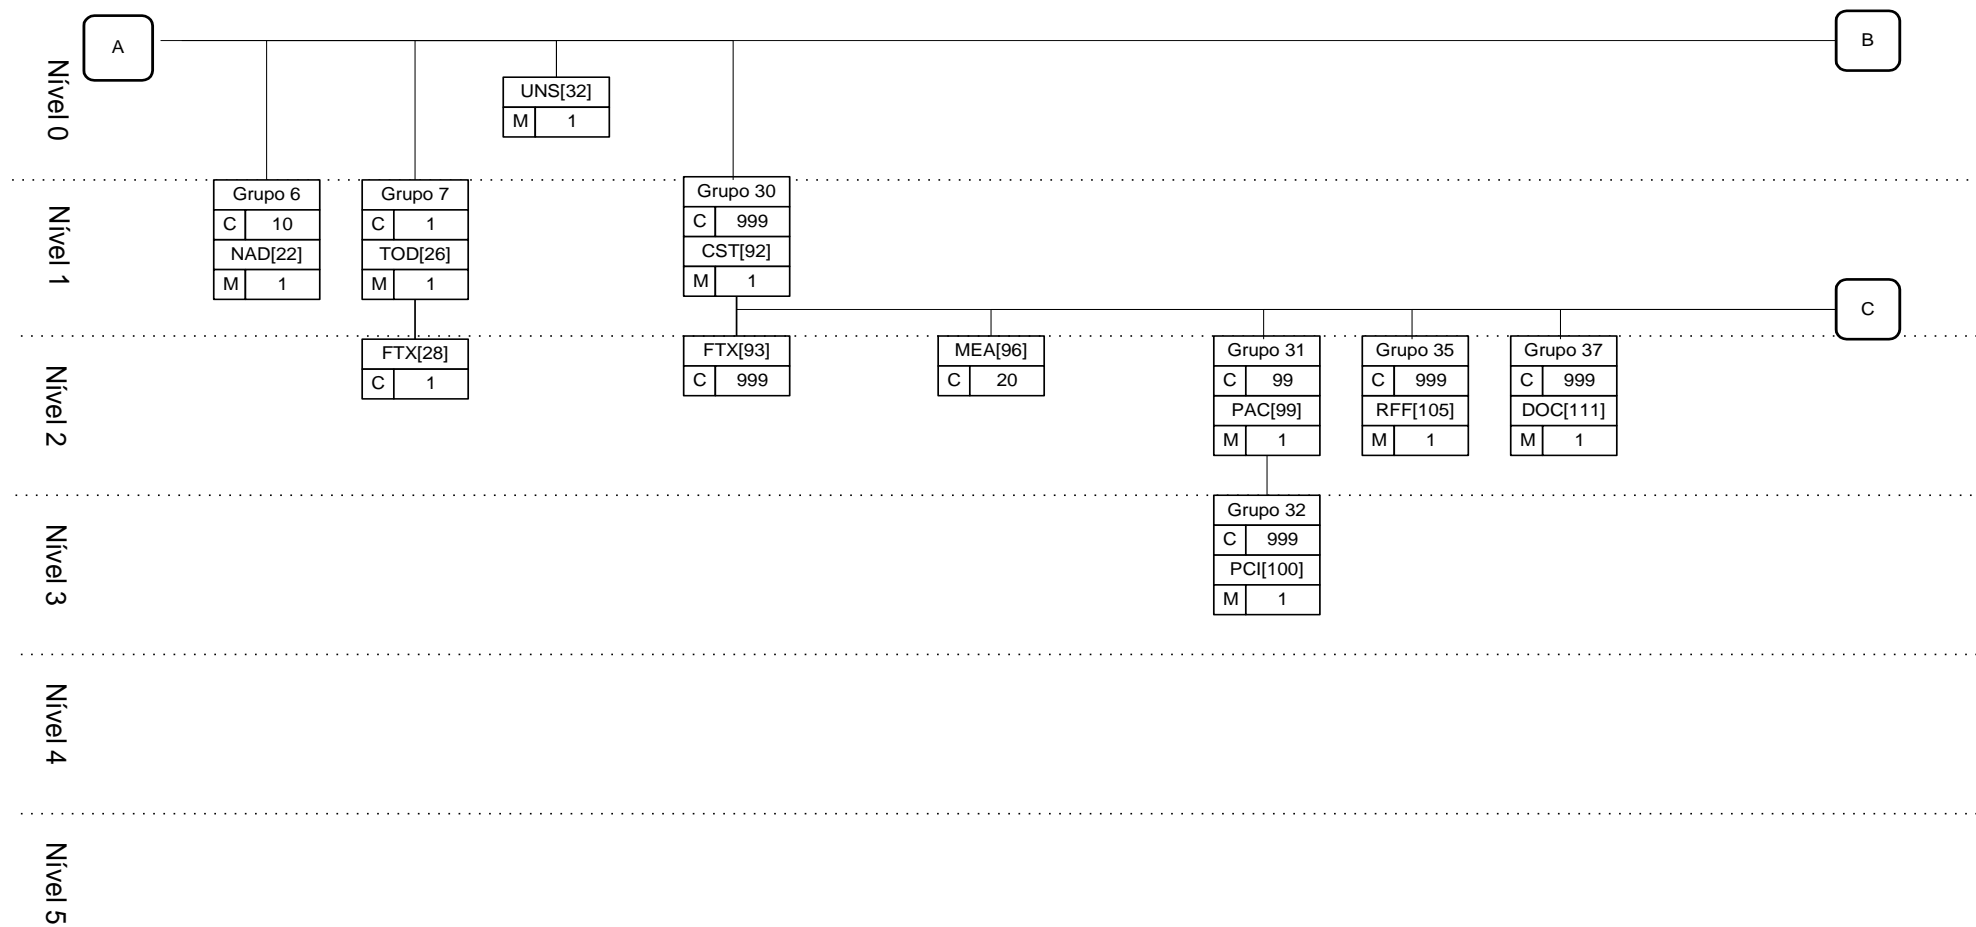 A
B
Nível 0
UNS[32]
M 1
Nível 1
Grupo 6
C 10
NAD[22]
M 1
Grupo 7
C 1
TOD[26]
M 1
Grupo 30
C 999
CST[92]
M 1
C
Nível 2
FTX[28]
C 1
FTX[93]
C 999
MEA[96]
C 20
Grupo 31
C 99
PAC[99]
M 1
Grupo 35
C 999
RFF[105]
M 1
Grupo 37
C 999
DOC[111]
M 1
Nível 3
Grupo 32
C 999
PCI[100]
M 1
Nível 4
Nível 5